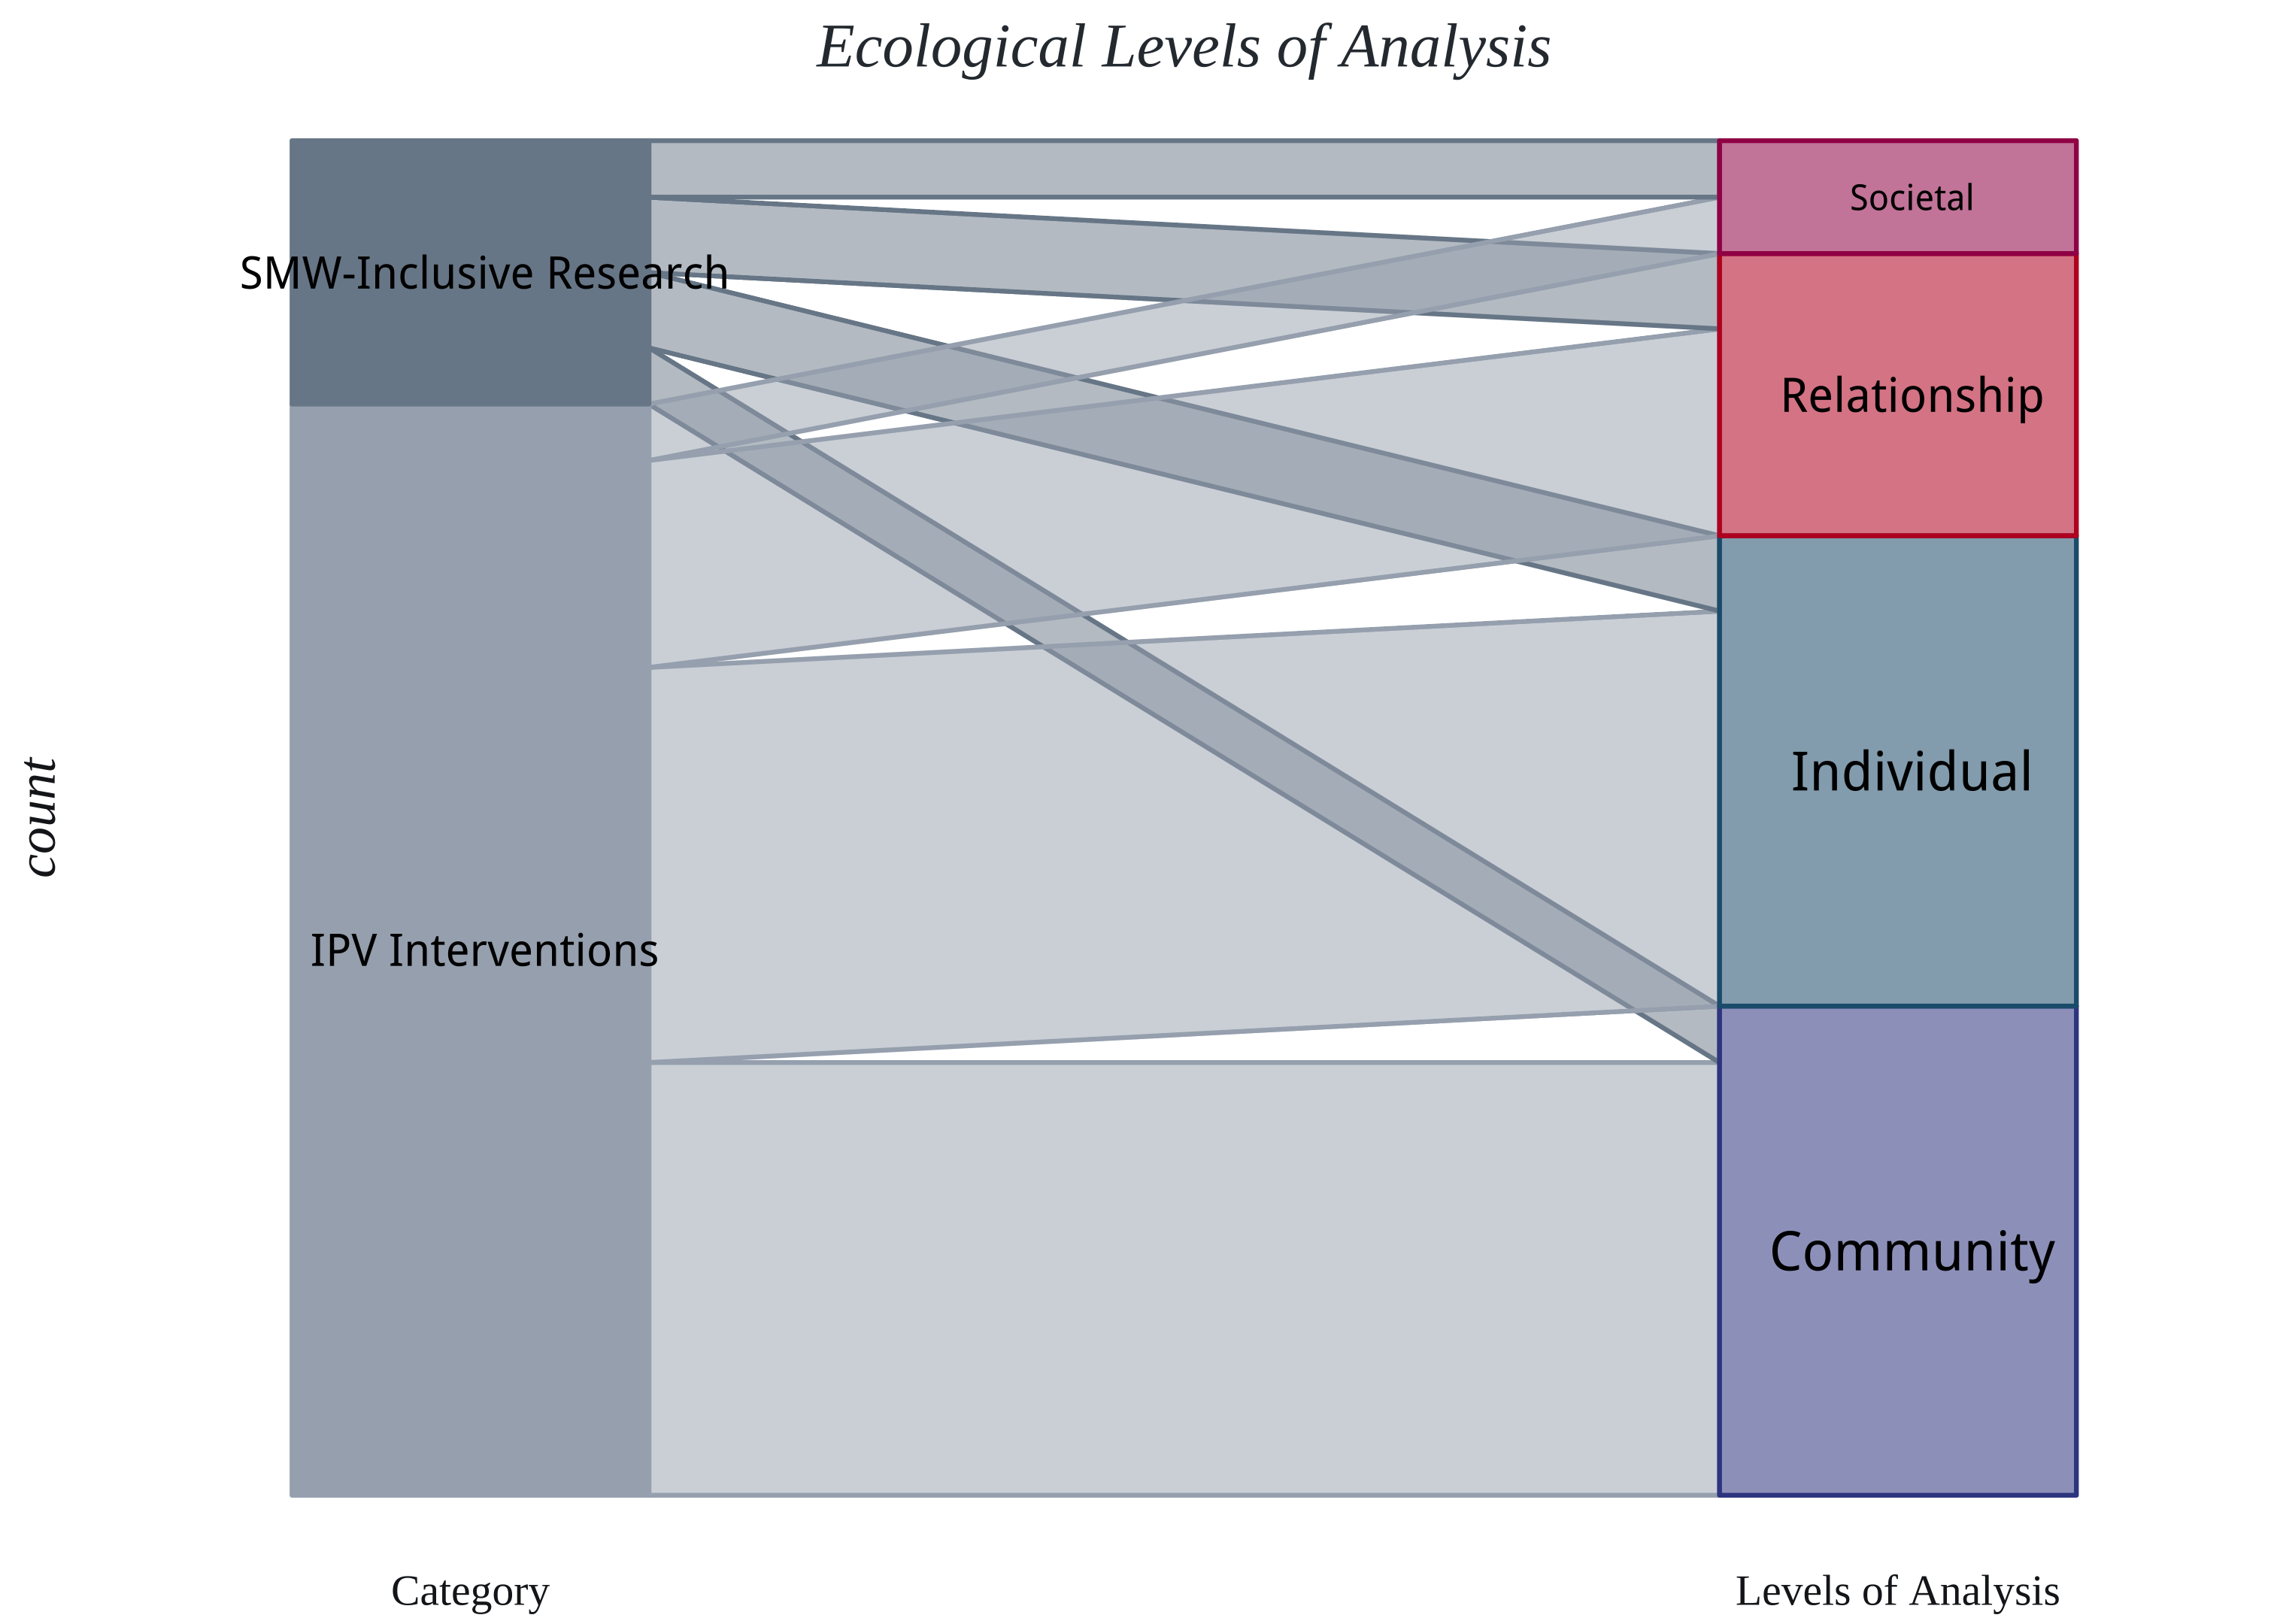 Ecological Levels of Analysis
Societal
SMW-Inclusive Research
Relationship
Individual
count
IPV Interventions
Community
Category
Levels of Analysis